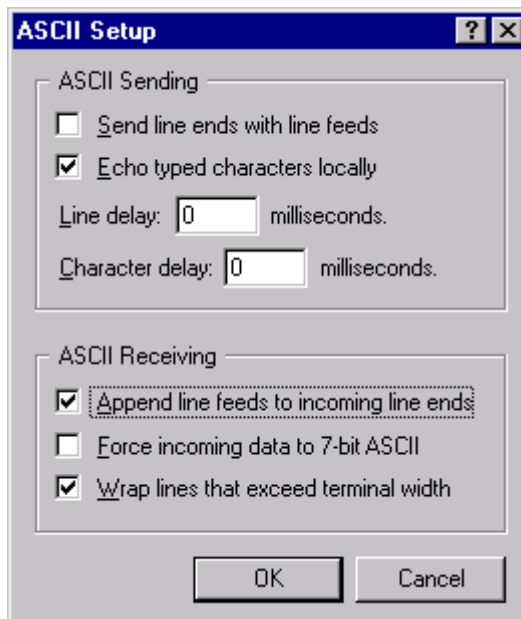 ASCII Setup ? X
ASCII Sending
Send line ends with line feeds
Echo typed characters locally
Line delay: 0 milliseconds.
Character delay: 0 milliseconds.
ASCII Receiving
Append line feeds to incoming line ends
Force incoming data to 7-bit ASCII
Wrap lines that exceed terminal width
OK Cancel